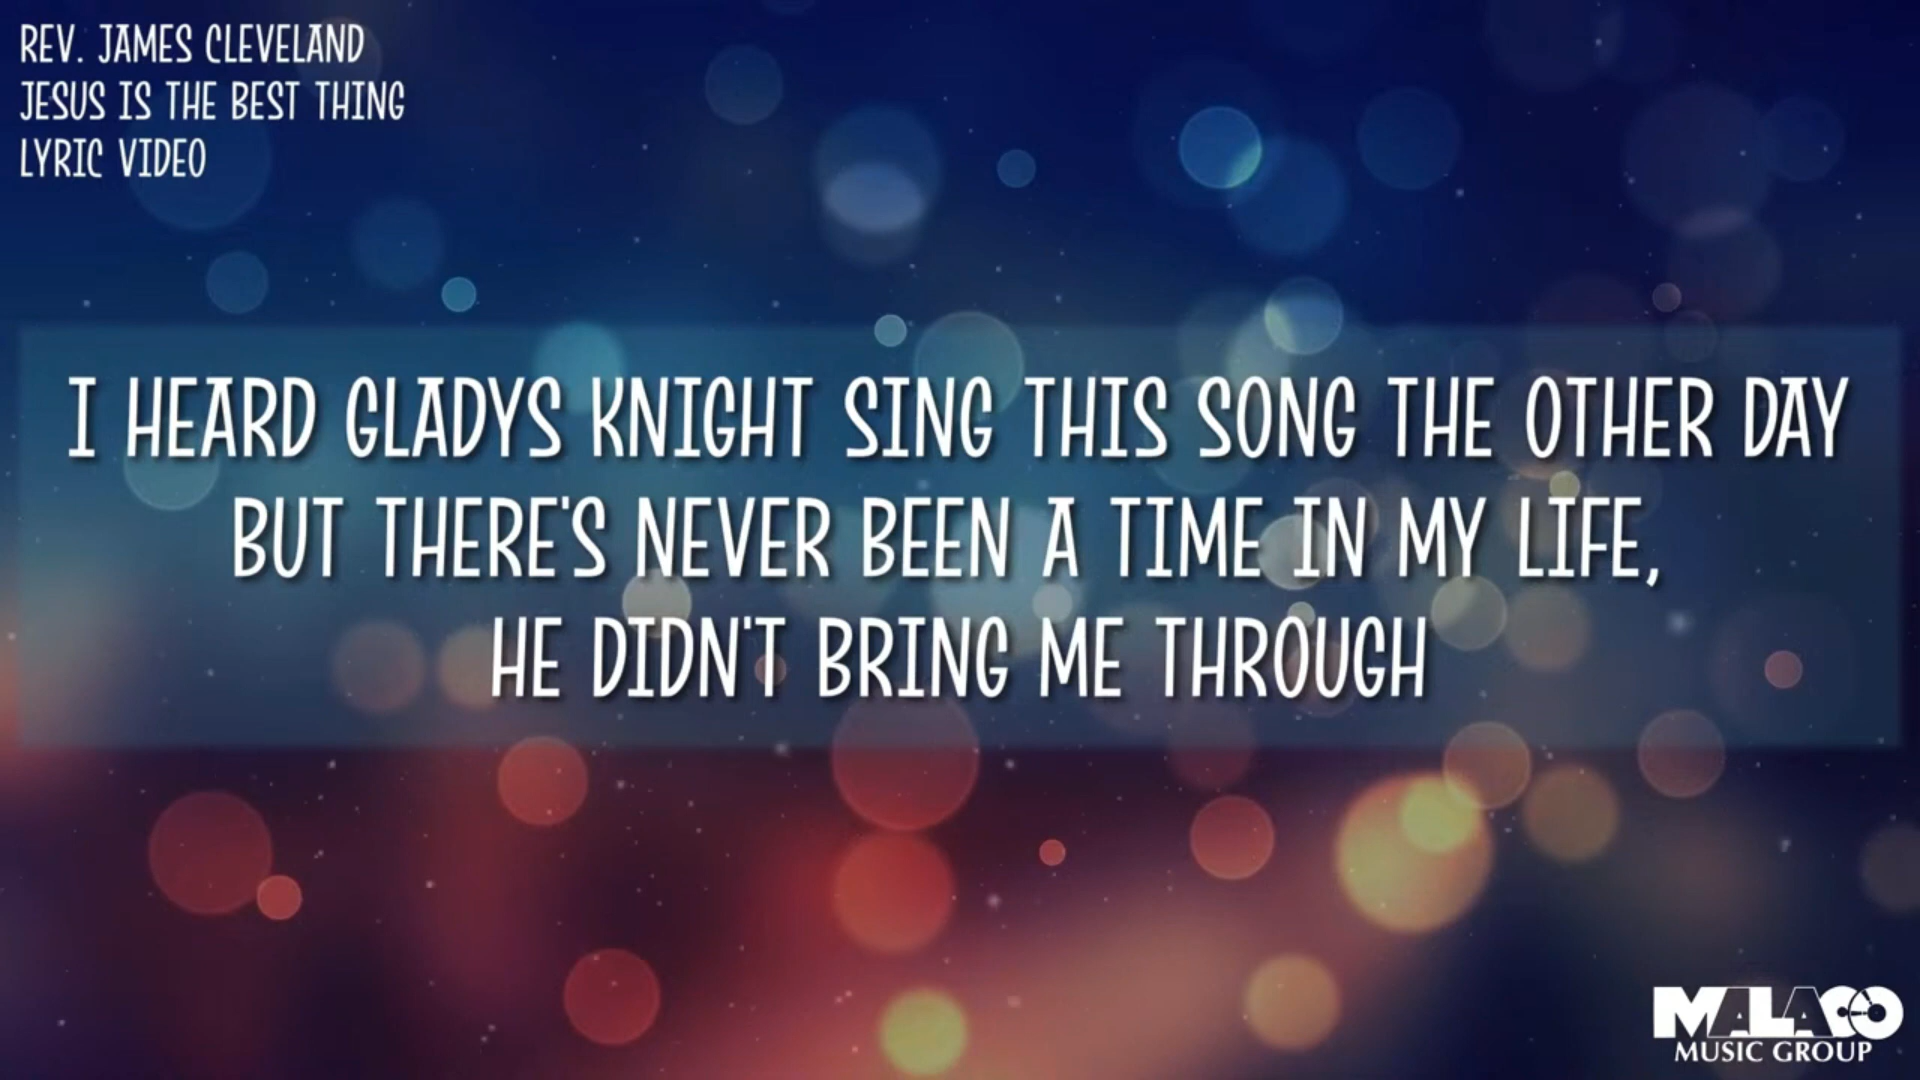 REV. JAMES CLEVELAND
JESUS IS THE BEST THING
LYRIC VIDEO
I HEARD GLADYS KNIGHT SING THIS SONG THE OTHER DAY
BUT THERE'S NEVER BEEN A TIME IN MY LIFE,
HE DIDN'T BRING ME THROUGH
MALACO
MUSIC GROUP